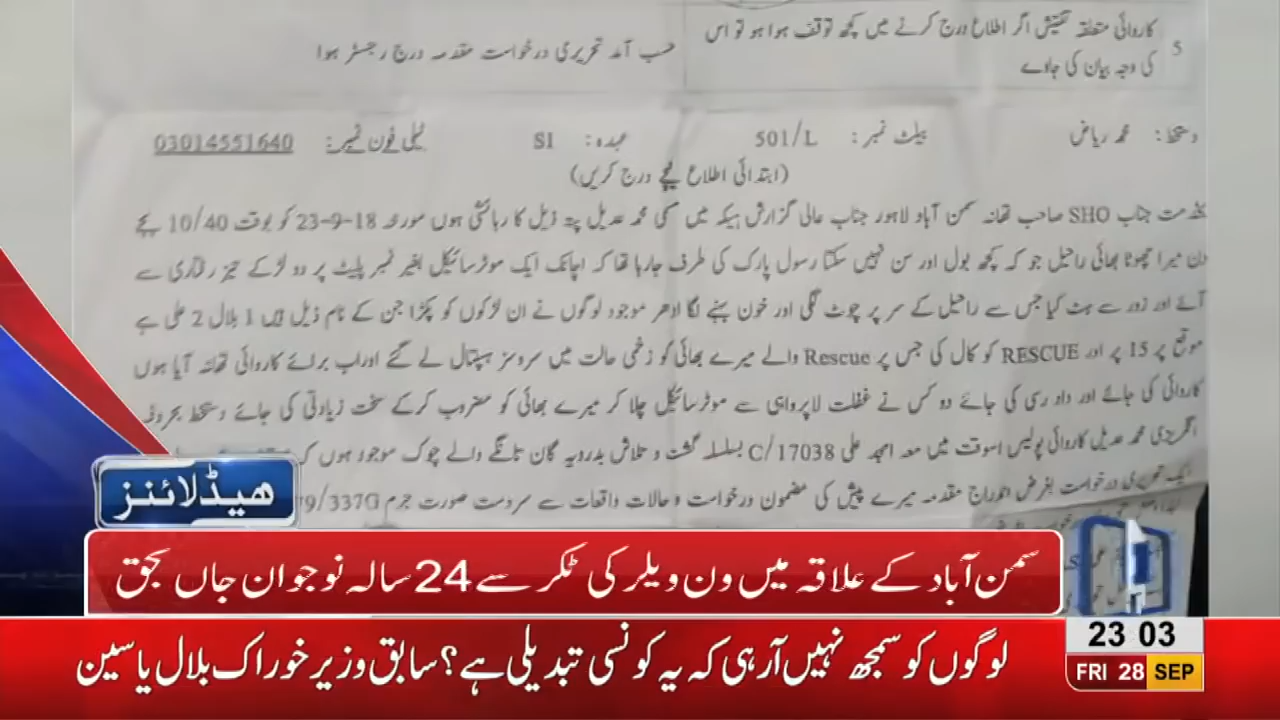 کاروائی متعلقہ تفتیش اگر اطلاع درج کرنے میں کچھ توقف ہوا ہو تو اس
5
کی وجہ بیان کی جاوے
حسب آمد تحریری درخواست مقدمہ درج رجسٹر ہوا
دستخط: محمد ریاض بیلٹ نمبر: 501/L عہدہ: SI ٹیلی فون نمبر: 03014551640
(ابتدائی اطلاع نیچے درج کریں)
بخدمت جناب SHO صاحب تھانہ سمن آباد لاہور جناب عالی گزارش ہیکہ میں مسمی محمد عدیل پتہ ذیل کا رہائشی ہوں مورخہ 23-9-18 کو بوقت 10/40 بجے
دن میرا چھوٹا بھائی راحیل جو کہ کچھ بول اور سن نہیں سکتا رسول پارک کی طرف جا رہا تھا کہ اچانک ایک موٹرسائیکل بغیر نمبر پلیٹ پر دو لڑکے تیز رفتاری سے
آئے اور زور سے ہٹ کیا جس سے راحیل کے سر پر چوٹ لگی اور خون بہنے لگا ادھر موجود لوگوں نے ان لڑکوں کو پکڑا جن کے نام ذیل ہیں 1 بلال 2 علی ہے
موقع پر 15 پر اور RESCUE کو کال کی جس پر Rescue والے میرے بھائی کو زخمی حالت میں سروسز ہسپتال لے گئے اوراب برائے کاروائی تھانہ آیا ہوں
کاروائی کی جائے اور دادرسی کی جائے دو کس نے غفلت لاپرواہی سے موٹرسائیکل چلا کر میرے بھائی کو مضروب کرکے سخت زیادتی کی جائے دستخط بحروف
انگریزی محمد عدیل کاروائی پولیس اسوقت میں معہ امجد علی 17038/C بسلسلہ گشت و تلاش بدرویہ گان تانگے والے چوک موجود ہوں کہ
ایک تحریری درخواست بغرض اندراج مقدمہ میرے پیش کی مضمون درخواست و حالات واقعات سے سردست صورت جرم 9/337G
ھیڈلائنز
سمن آباد کے علاقہ میں ون ویلر کی ٹکر سے 24 سالہ نوجوان جاں بحق
لوگوں کو سمجھ نہیں آ رہی کہ یہ کونسی تبدیلی ہے؟ سابق وزیر خوراک بلال یاسین
23 03
FRI 28 SEP